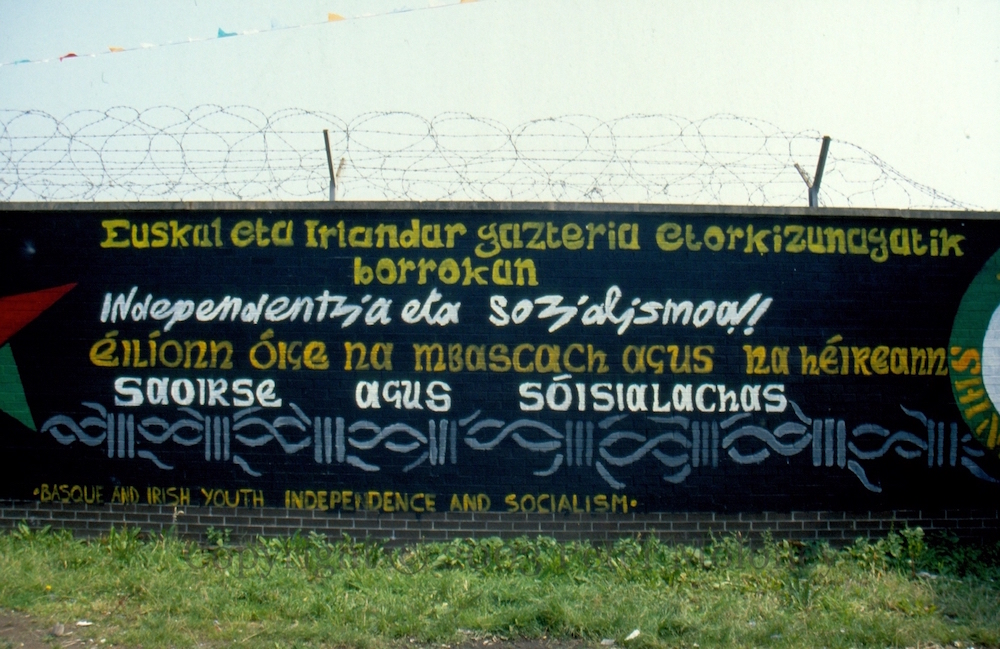 Euskal eta Irlandar gazteria etorkizunagatik
borrokan
Independentzia eta sozialismoa!!
éilíonn Óige na mbascach agus na héireann
saoirse agus sóisialachas
•BASQUE AND IRISH YOUTH INDEPENDENCE AND SOCIALISM•